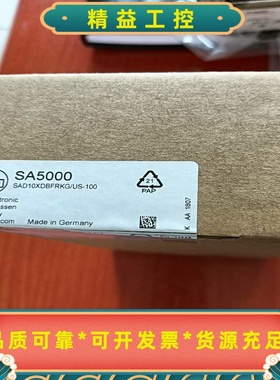 精益工控
SA5000
SAD10XDBFRKG/US-100
ctronic
ssen
y
.com
Made in Germany
21
PAP
K AA 1807
品质可靠*可开发票*货源充足